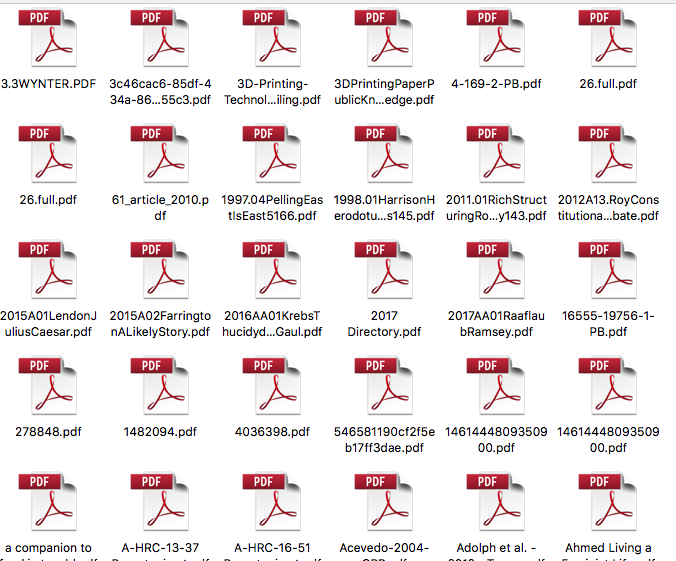 PDF PDF PDF PDF PDF PDF
3.3WYNTER.PDF 3c46cac6-85df-4 3D-Printing- 3DPrintingPaperP 4-169-2-PB.pdf 26.full.pdf
34a-86...55c3.pdf Technol...iling.pdf ublicKn...edge.pdf
PDF PDF PDF PDF PDF PDF
26.full.pdf 61_article_2010.p 1997.04PellingEas 1998.01HarrisonH 2011.01RichStruct 2012A13.RoyCons
df tIsEast5166.pdf erodotu...s145.pdf uringRo...y143.pdf titutiona...bate.pdf
PDF PDF PDF PDF PDF PDF
2015A01LendonJ 2015A02Farringto 2016AA01KrebsT 2017 2017AA01Raaflau 16555-19756-1-
uliusCaesar.pdf nALikelyStory.pdf hucidyd...Gaul.pdf Directory.pdf bRamsey.pdf PB.pdf
PDF PDF PDF PDF PDF PDF
278848.pdf 1482094.pdf 4036398.pdf 546581190cf2f5e 14614448093509 14614448093509
b17ff3dae.pdf 00.pdf 00.pdf
PDF PDF PDF PDF PDF PDF
a companion to A-HRC-13-37 A-HRC-16-51 Acevedo-2004- Adolph et al. - Ahmed Living a